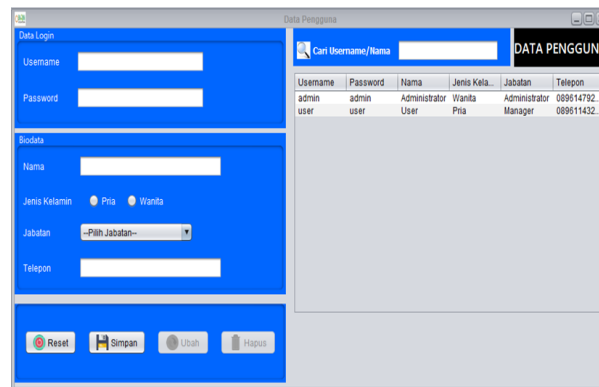 Data Pengguna
Data Login
Username
Password
Biodata
Nama
Jenis Kelamin Pria Wanita
Jabatan --Pilih Jabatan--
Telepon
Reset Simpan Ubah Hapus
Cari Username/Nama
DATA PENGGUN
Username Password Nama Jenis Kela... Jabatan Telepon
admin admin Administrator Wanita Administrator 089614792...
user user User Pria Manager 089611432...